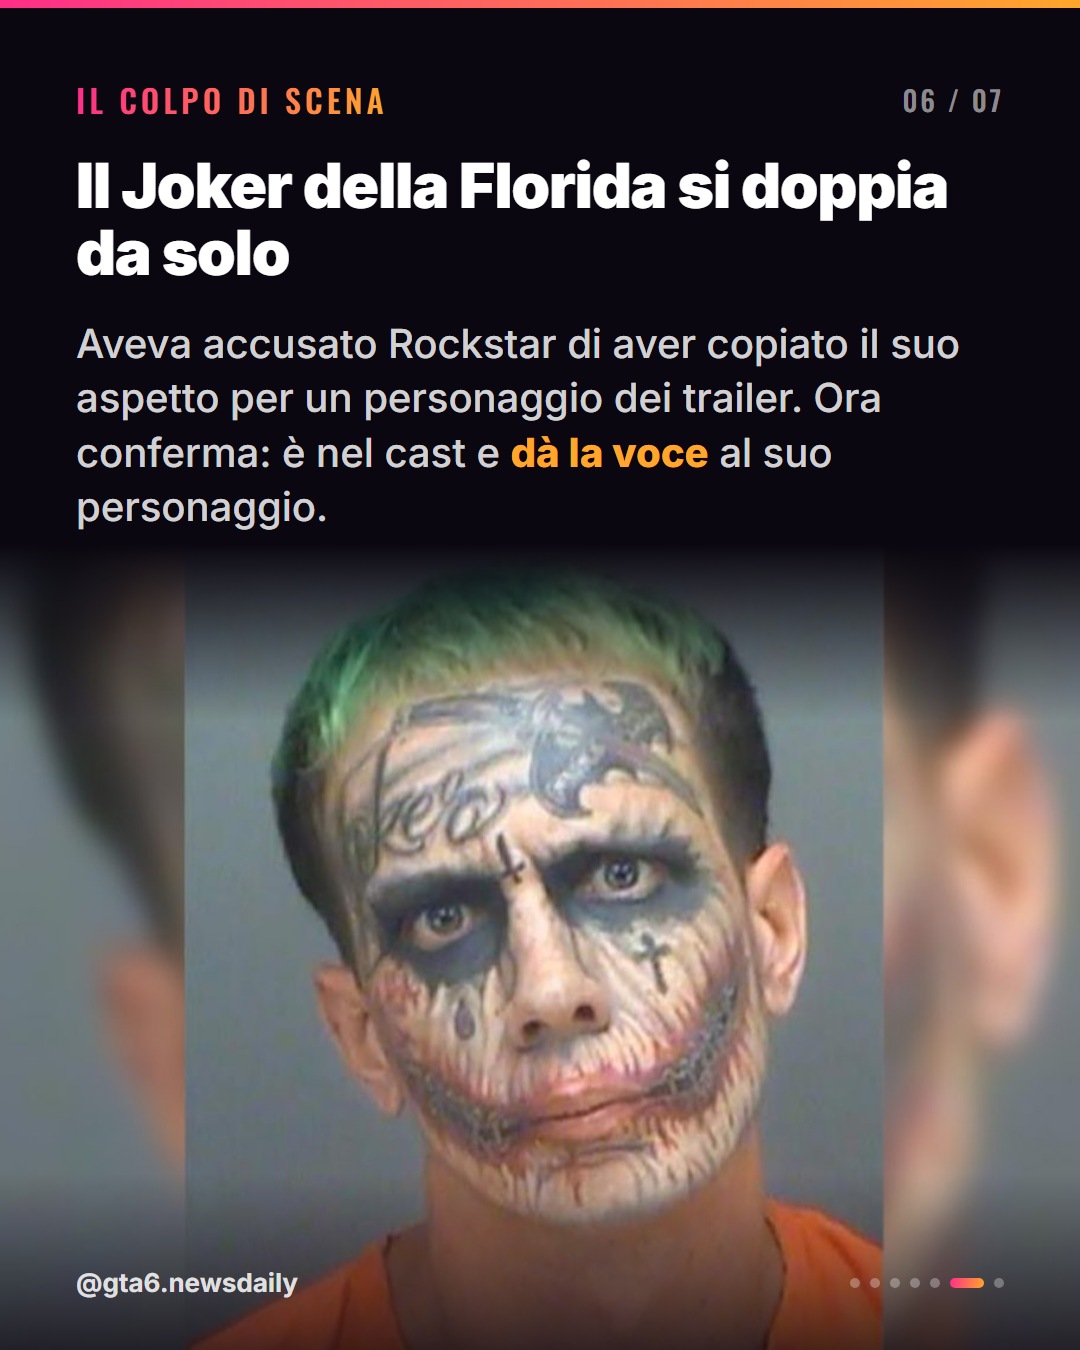 IL COLPO DI SCENA
06 / 07
Il Joker della Florida si doppia
da solo
Aveva accusato Rockstar di aver copiato il suo
aspetto per un personaggio dei trailer. Ora
conferma: è nel cast e dà la voce al suo
personaggio.
@gta6.newsdaily